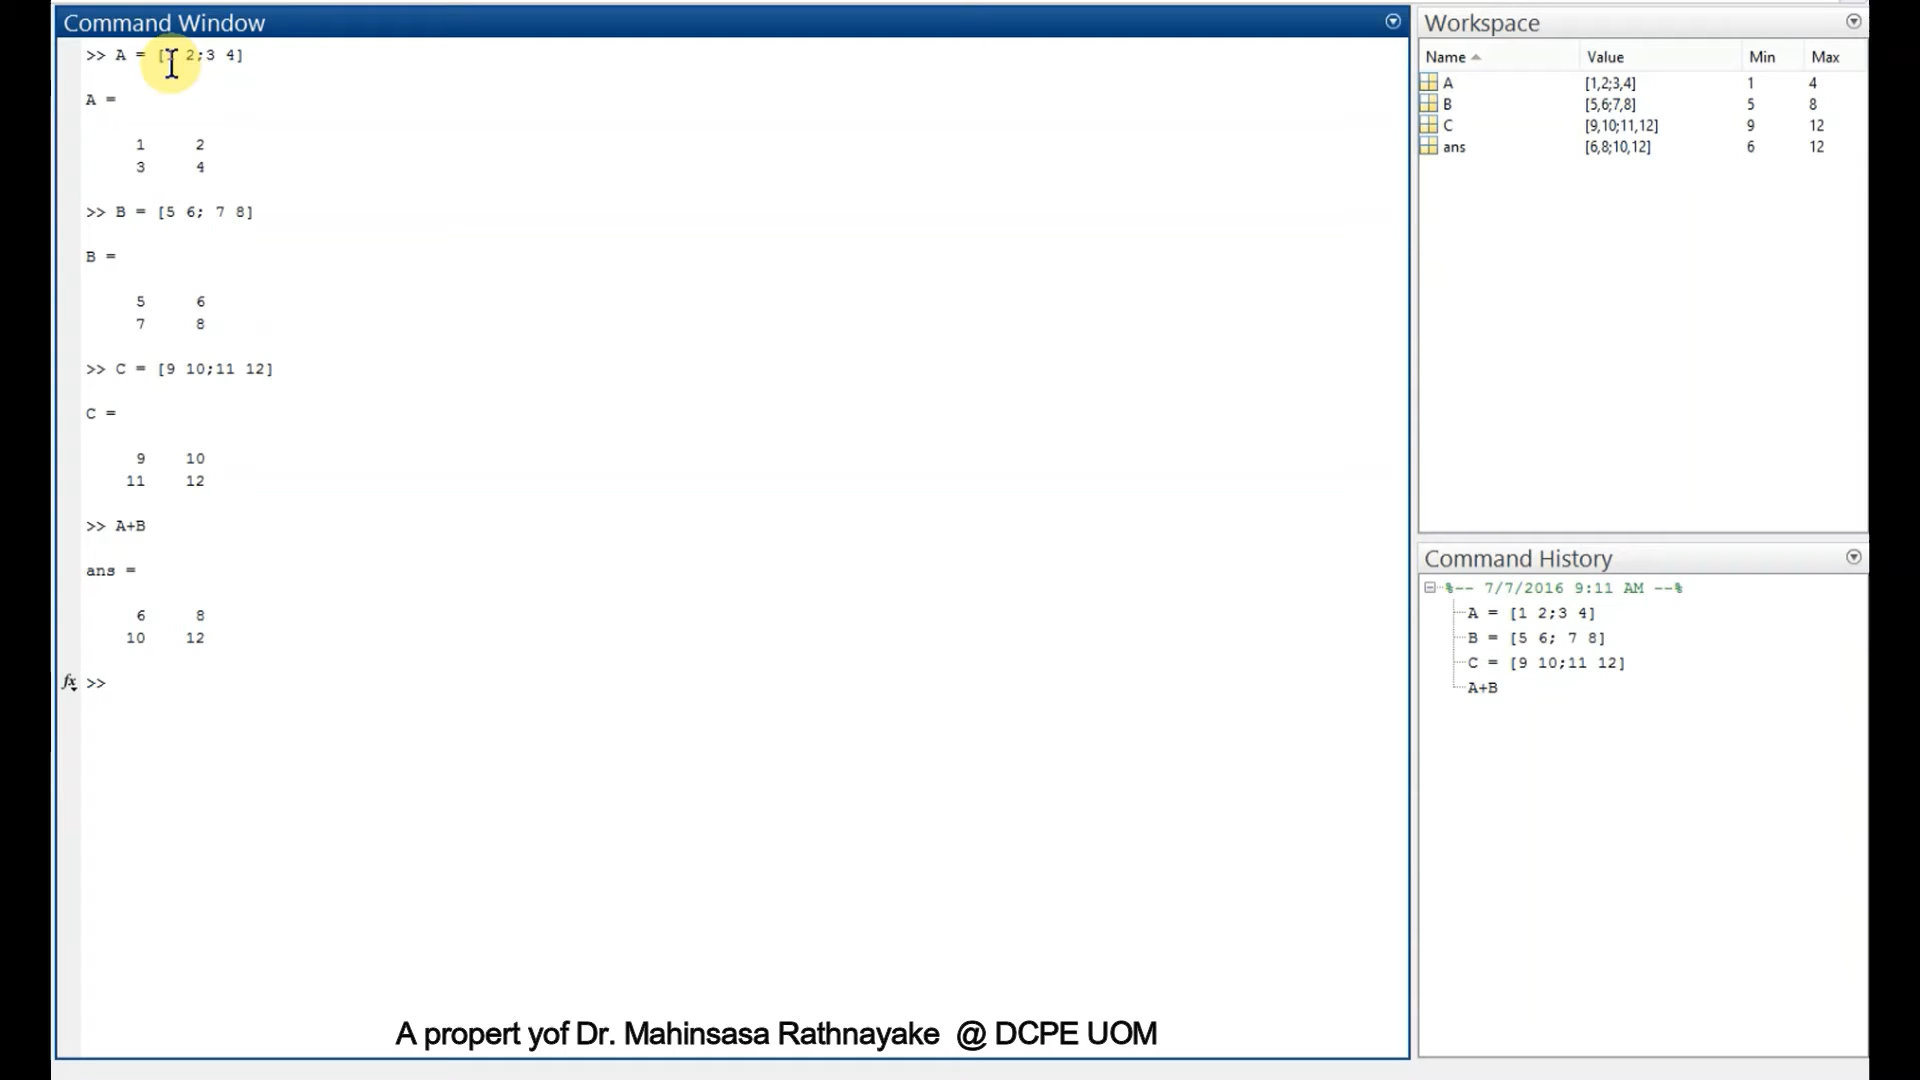 Command Window
>> A = [1 2;3 4]
A =
1 2
3 4
>> B = [5 6; 7 8]
B =
5 6
7 8
>> C = [9 10;11 12]
C =
9 10
11 12
>> A+B
ans =
6 8
10 12
fx >>
A propert yof Dr. Mahinsasa Rathnayake @ DCPE UOM
Workspace
Name Value Min Max
A [1,2;3,4] 1 4
B [5,6;7,8] 5 8
C [9,10;11,12] 9 12
ans [6,8;10,12] 6 12
Command History
%-- 7/7/2016 9:11 AM --%
A = [1 2;3 4]
B = [5 6; 7 8]
C = [9 10;11 12]
A+B